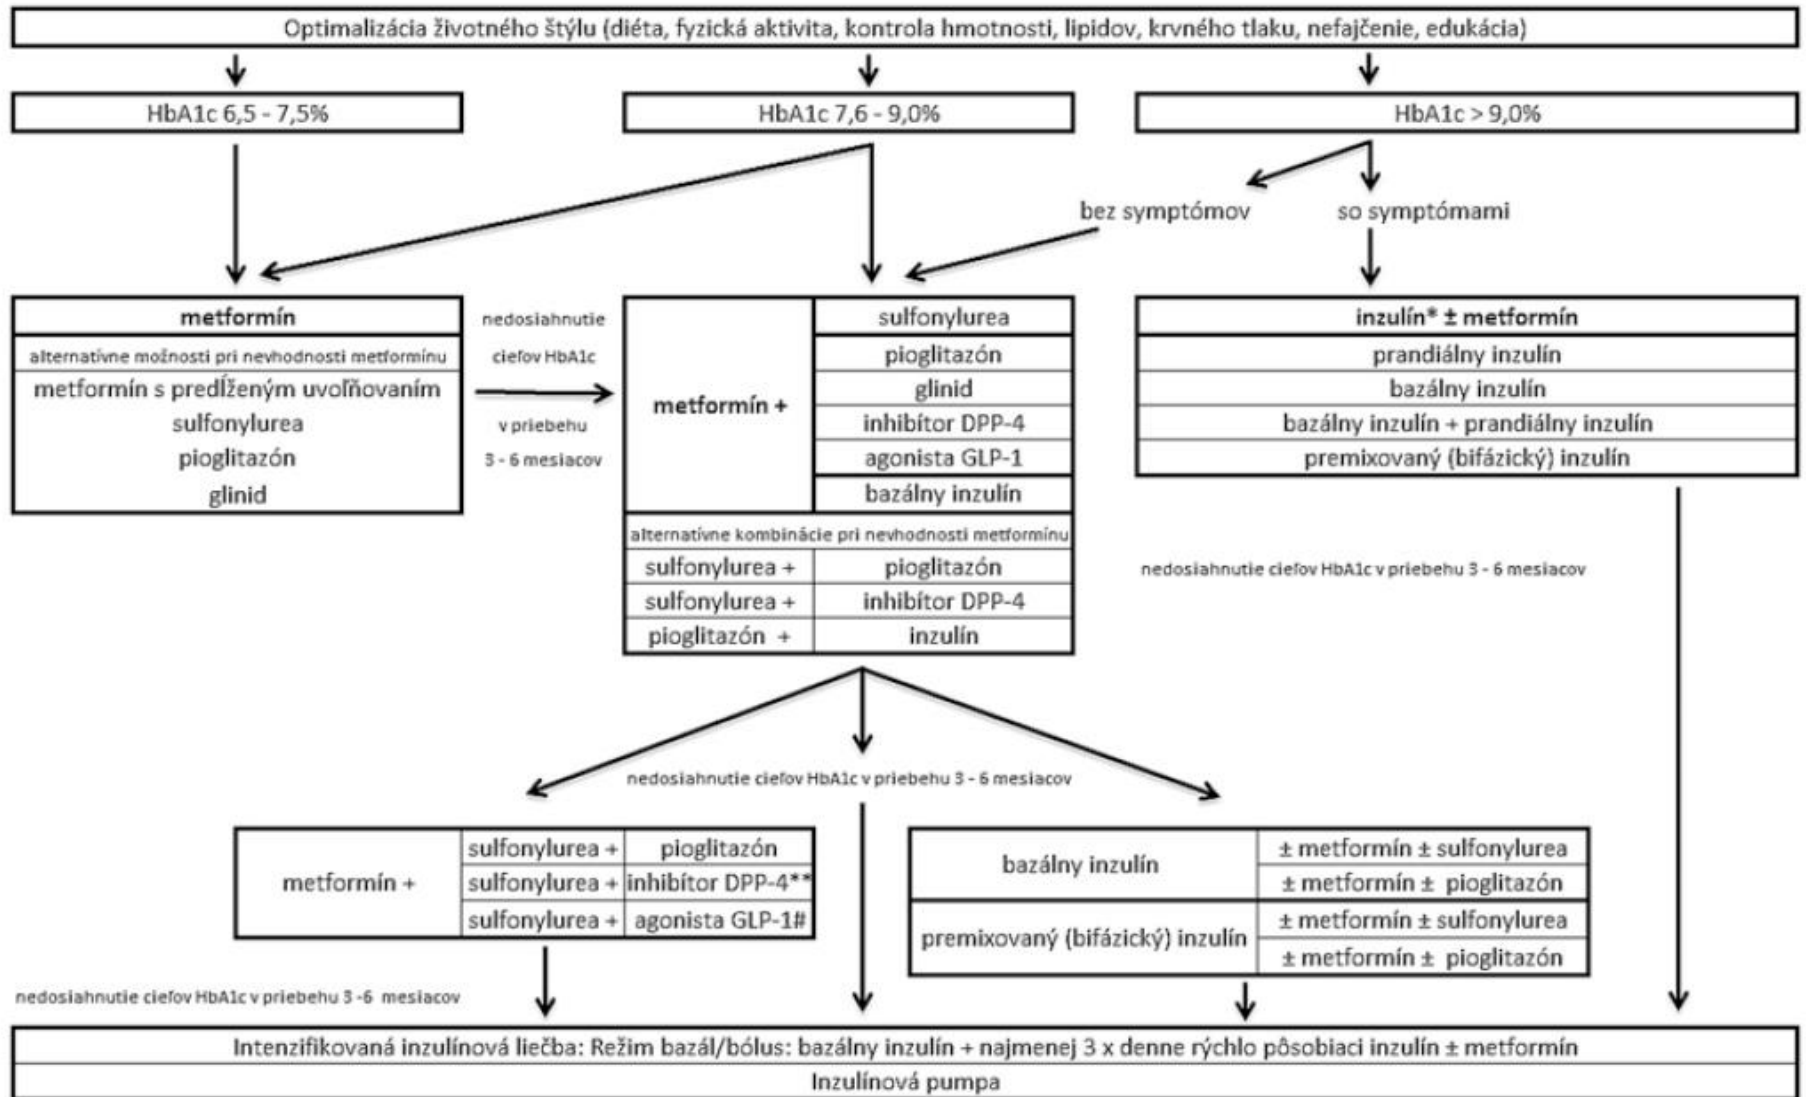 Optimalizácia životného štýlu (diéta, fyzická aktivita, kontrola hmotnosti, lipidov, krvného tlaku, nefajčenie, edukácia)
HbA1c 6,5 - 7,5%
HbA1c 7,6 - 9,0%
HbA1c > 9,0%
bez symptómov
so symptómami
metformín
alternatívne možnosti pri nevhodnosti metformínu
metformín s predĺženým uvoľňovaním
sulfonylurea
pioglitazón
glinid
nedosiahnutie
cieľov HbA1c
v priebehu
3 - 6 mesiacov
metformín +
sulfonylurea
pioglitazón
glinid
inhibítor DPP-4
agonista GLP-1
bazálny inzulín
alternatívne kombinácie pri nevhodnosti metformínu
sulfonylurea + pioglitazón
sulfonylurea + inhibítor DPP-4
pioglitazón + inzulín
inzulín* ± metformín
prandiálny inzulín
bazálny inzulín
bazálny inzulín + prandiálny inzulín
premixovaný (bifázický) inzulín
nedosiahnutie cieľov HbA1c v priebehu 3 - 6 mesiacov
nedosiahnutie cieľov HbA1c v priebehu 3 - 6 mesiacov
metformín +
sulfonylurea + pioglitazón
sulfonylurea + inhibítor DPP-4**
sulfonylurea + agonista GLP-1#
bazálny inzulín
± metformín ± sulfonylurea
± metformín ± pioglitazón
premixovaný (bifázický) inzulín
± metformín ± sulfonylurea
± metformín ± pioglitazón
nedosiahnutie cieľov HbA1c v priebehu 3 -6 mesiacov
Intenzifikovaná inzulínová liečba: Režim bazál/bólus: bazálny inzulín + najmenej 3 x denne rýchlo pôsobiaci inzulín ± metformín
Inzulínová pumpa